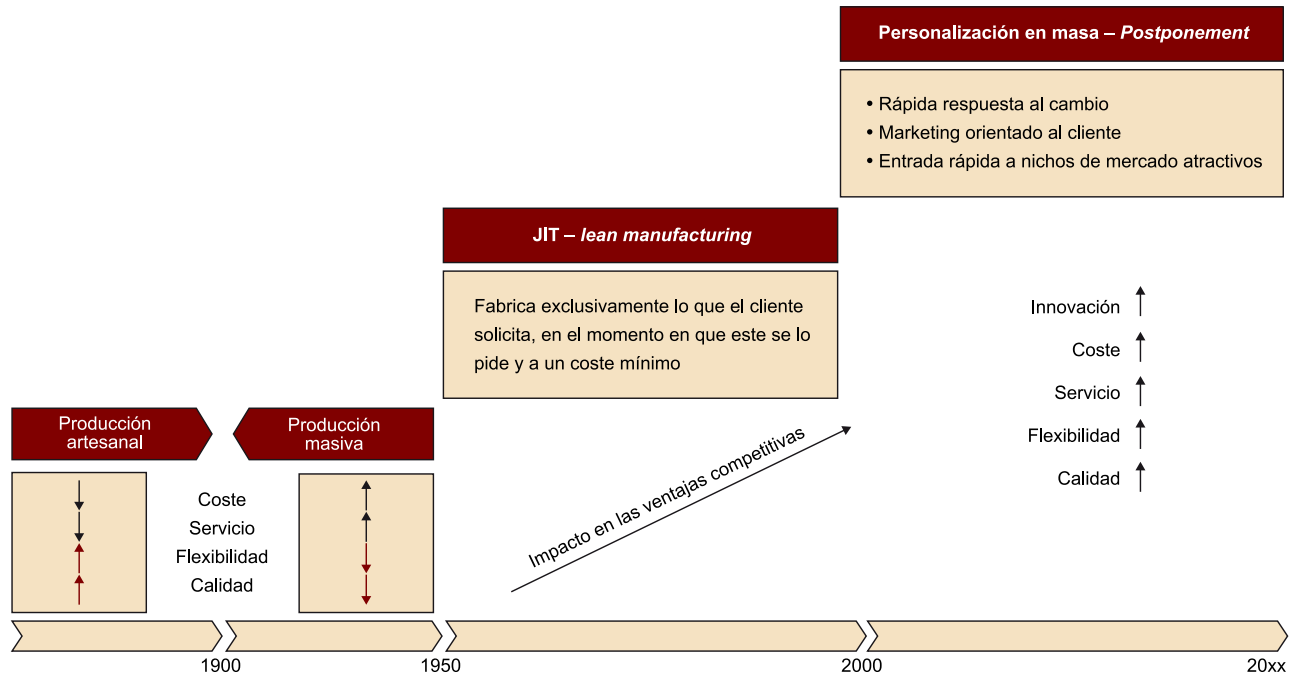 Personalización en masa – Postponement
• Rápida respuesta al cambio
• Marketing orientado al cliente
• Entrada rápida a nichos de mercado atractivos
JIT – lean manufacturing
Fabrica exclusivamente lo que el cliente
solicita, en el momento en que este se lo
pide y a un coste mínimo
Innovación
Coste
Servicio
Flexibilidad
Calidad
Producción
artesanal
Producción
masiva
Coste
Servicio
Flexibilidad
Calidad
Impacto en las ventajas competitivas
1900
1950
2000
20xx